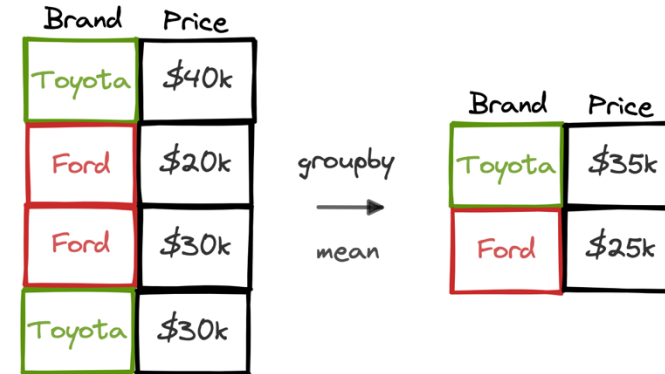 Brand Price
Toyota $40k
Ford $20k
Ford $30k
Toyota $30k
groupby
mean
Brand Price
Toyota $35k
Ford $25k